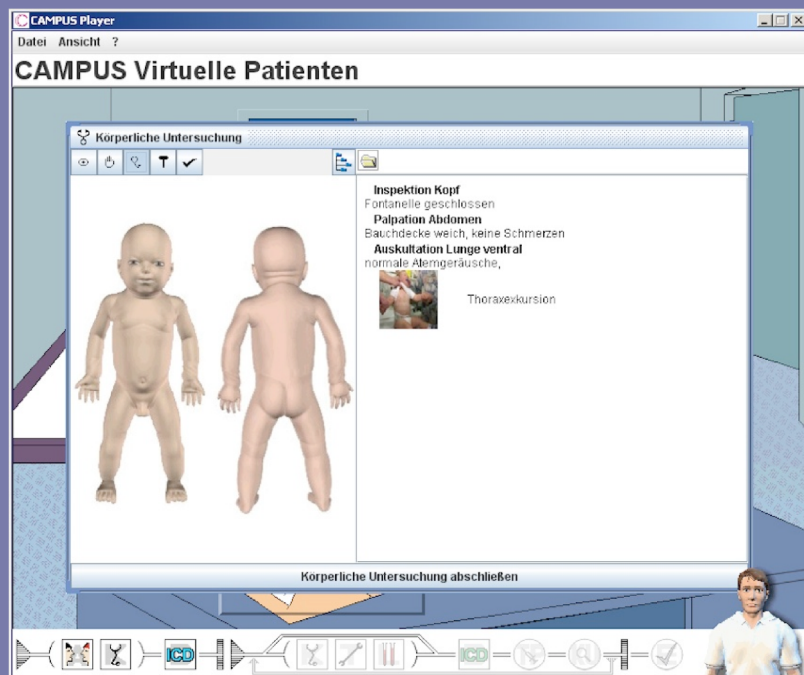 CAMPUS Player
Datei Ansicht ?
CAMPUS Virtuelle Patienten
Körperliche Untersuchung
Inspektion Kopf
Fontanelle geschlossen
Palpation Abdomen
Bauchdecke weich, keine Schmerzen
Auskultation Lunge ventral
normale Atemgeräusche,
Thoraxexkursion
Körperliche Untersuchung abschließen
ICD
ICD